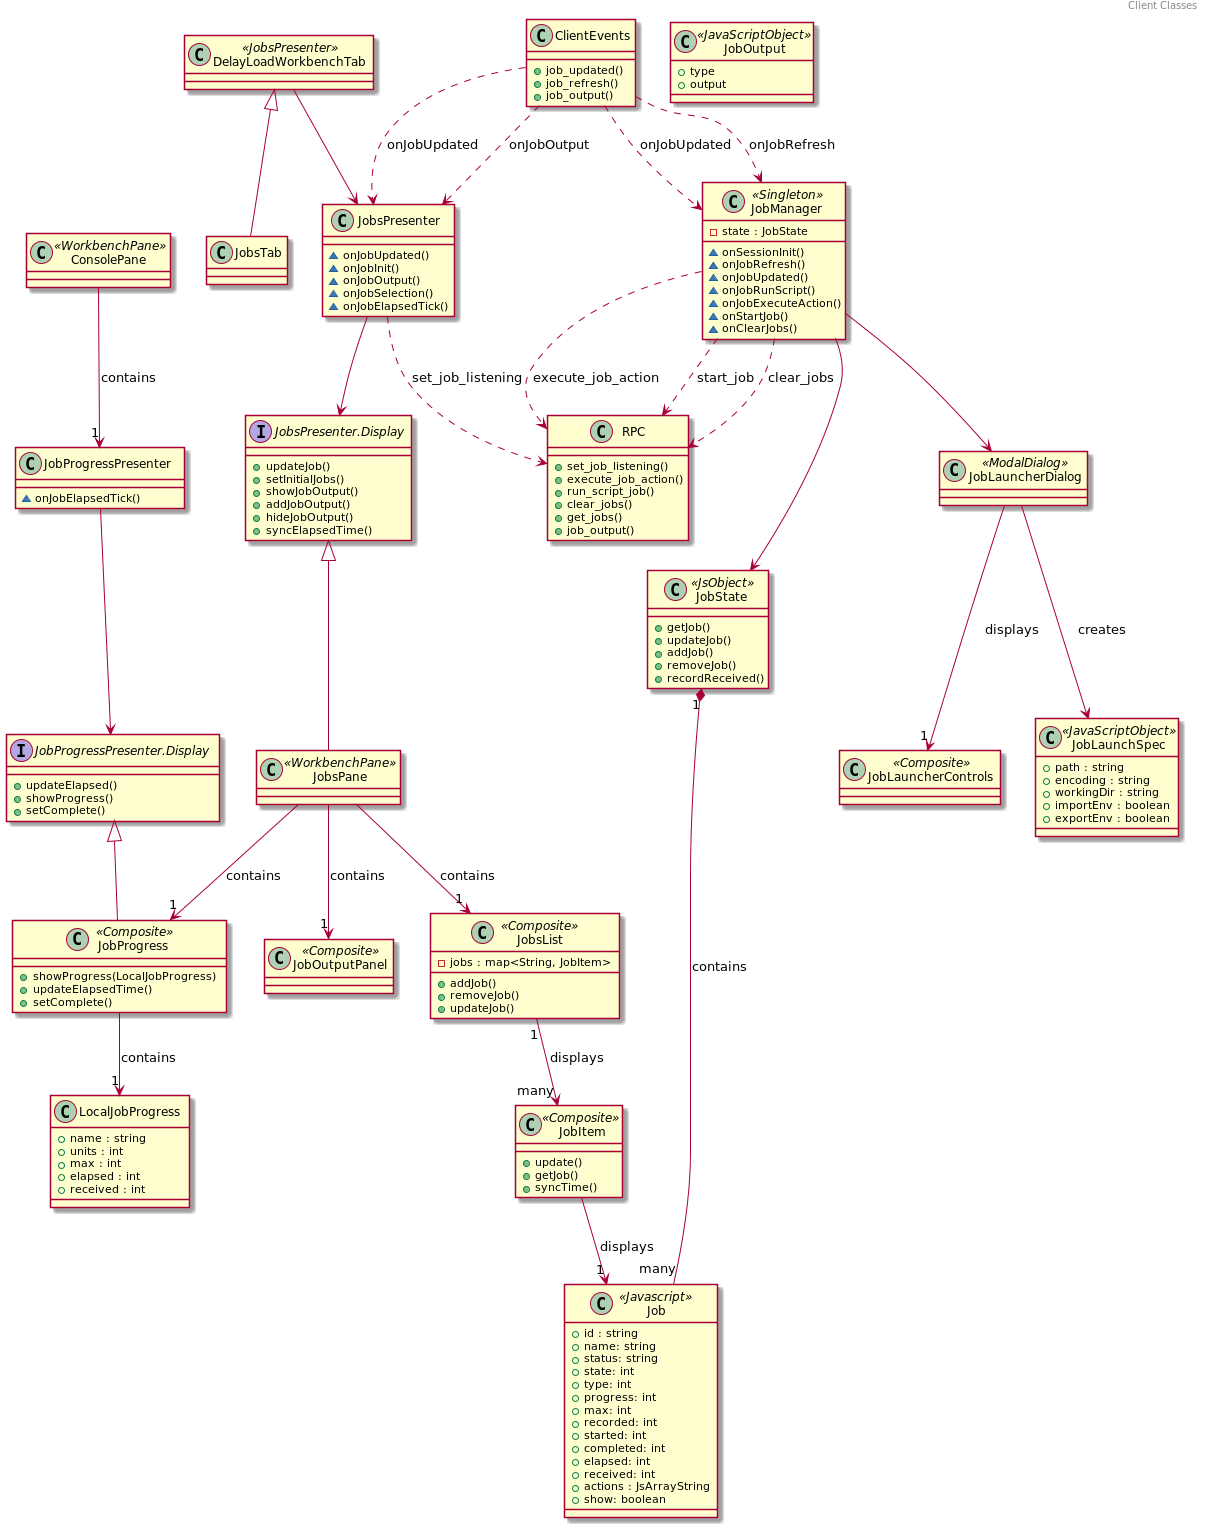 Client Classes
ClientEvents
job_updated()
job_refresh()
job_output()
«JavaScriptObject»
JobOutput
type
output
«JobsPresenter»
DelayLoadWorkbenchTab
onJobUpdated
onJobOutput
onJobUpdated
onJobRefresh
«WorkbenchPane»
ConsolePane
JobsTab
JobsPresenter
onJobUpdated()
onJobInit()
onJobOutput()
onJobSelection()
onJobElapsedTick()
«Singleton»
JobManager
state : JobState
onSessionInit()
onJobRefresh()
onJobUpdated()
onJobRunScript()
onJobExecuteAction()
onStartJob()
onClearJobs()
contains
1
set_job_listening
execute_job_action
start_job
clear_jobs
JobProgressPresenter
onJobElapsedTick()
JobsPresenter.Display
updateJob()
setInitialJobs()
showJobOutput()
addJobOutput()
hideJobOutput()
syncElapsedTime()
RPC
set_job_listening()
execute_job_action()
run_script_job()
clear_jobs()
get_jobs()
job_output()
«ModalDialog»
JobLauncherDialog
«JsObject»
JobState
getJob()
updateJob()
addJob()
removeJob()
recordReceived()
1
displays
1
creates
JobProgressPresenter.Display
updateElapsed()
showProgress()
setComplete()
«WorkbenchPane»
JobsPane
«Composite»
JobLauncherControls
«JavaScriptObject»
JobLaunchSpec
path : string
encoding : string
workingDir : string
importEnv : boolean
exportEnv : boolean
contains
1
contains
1
contains
1
«Composite»
JobProgress
showProgress(LocalJobProgress)
updateElapsedTime()
setComplete()
«Composite»
JobOutputPanel
«Composite»
JobsList
jobs : map<String, JobItem>
addJob()
removeJob()
updateJob()
contains
contains
1
1
displays
many
LocalJobProgress
name : string
units : int
max : int
elapsed : int
received : int
«Composite»
JobItem
update()
getJob()
syncTime()
displays
1
many
«Javascript»
Job
id : string
name: string
status: string
state: int
type: int
progress: int
max: int
recorded: int
started: int
completed: int
elapsed: int
received: int
actions : JsArrayString
show: boolean